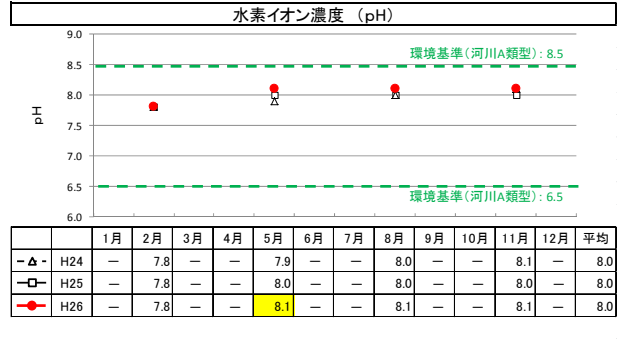 水素イオン濃度 （pH）
9.0
8.5
8.0
7.5
7.0
6.5
6.0
pH
環境基準（河川A類型）: 8.5
環境基準（河川A類型）: 6.5
1月 2月 3月 4月 5月 6月 7月 8月 9月 10月 11月 12月 平均
H24 — 7.8 — — 7.9 — — 8.0 — — 8.1 — 8.0
H25 — 7.8 — — 8.0 — — 8.0 — — 8.0 — 8.0
H26 — 7.8 — — 8.1 — — 8.1 — — 8.1 — 8.0